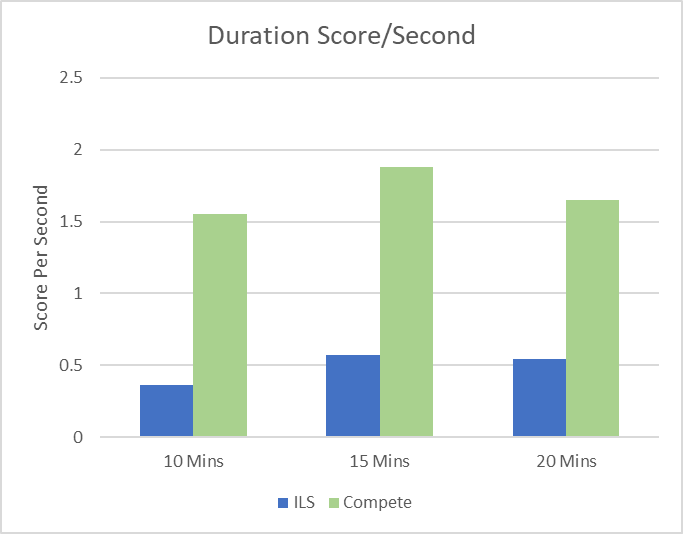 Duration Score/Second
2.5
2
1.5
1
0.5
0
Score Per Second
10 Mins 15 Mins 20 Mins
ILS Compete